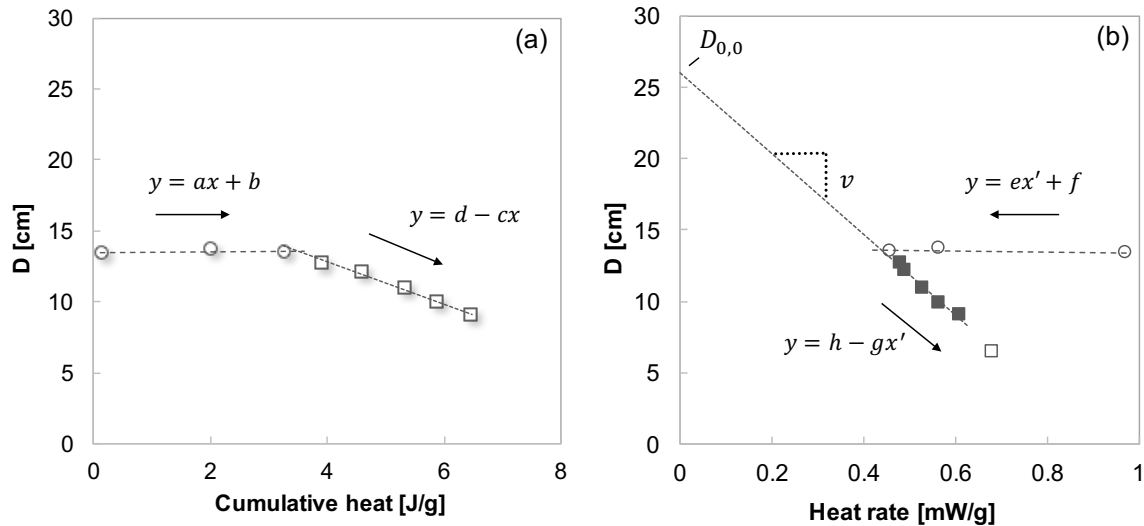 (a)
30
25
20
15
10
5
0
D [cm]
y = ax + b
y = d − cx
0 2 4 6 8
Cumulative heat [J/g]
(b)
30
25
20
15
10
5
0
D [cm]
D0,0
v
y = ex′ + f
y = h − gx′
0 0.2 0.4 0.6 0.8 1
Heat rate [mW/g]